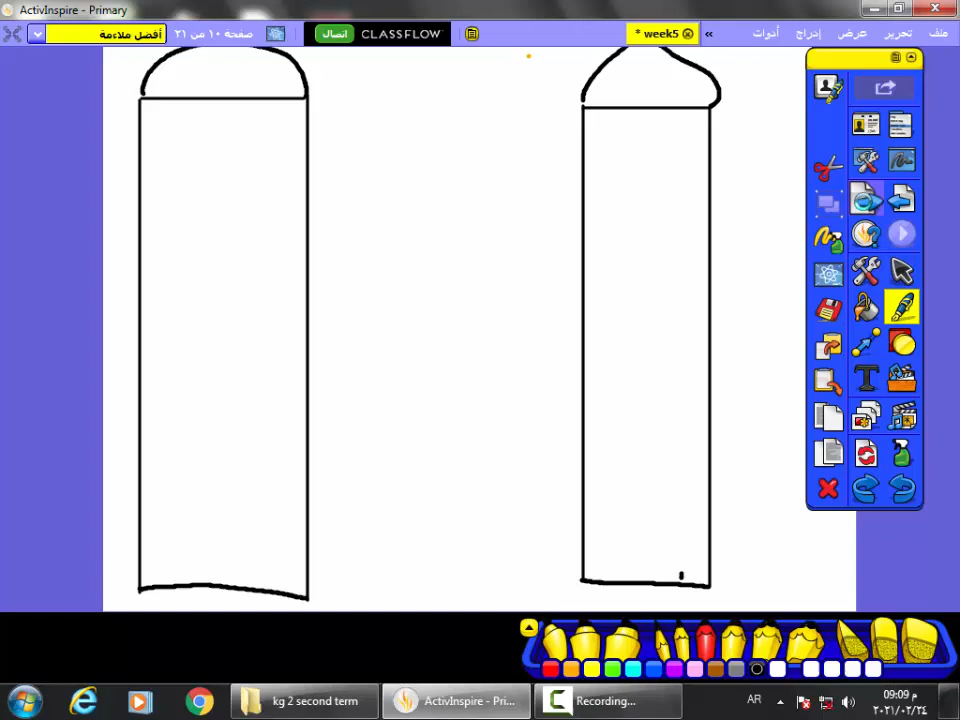 ActivInspire - Primary
ملف تحرير عرض إدراج أدوات
» week5 *
CLASSFLOW اتصال
صفحة ١٠ من ٢١
أفضل ملاءمة
kg 2 second term
ActivInspire - Pri...
Recording...
AR
09:09 م
٢٠٢١/٠٢/٢٤